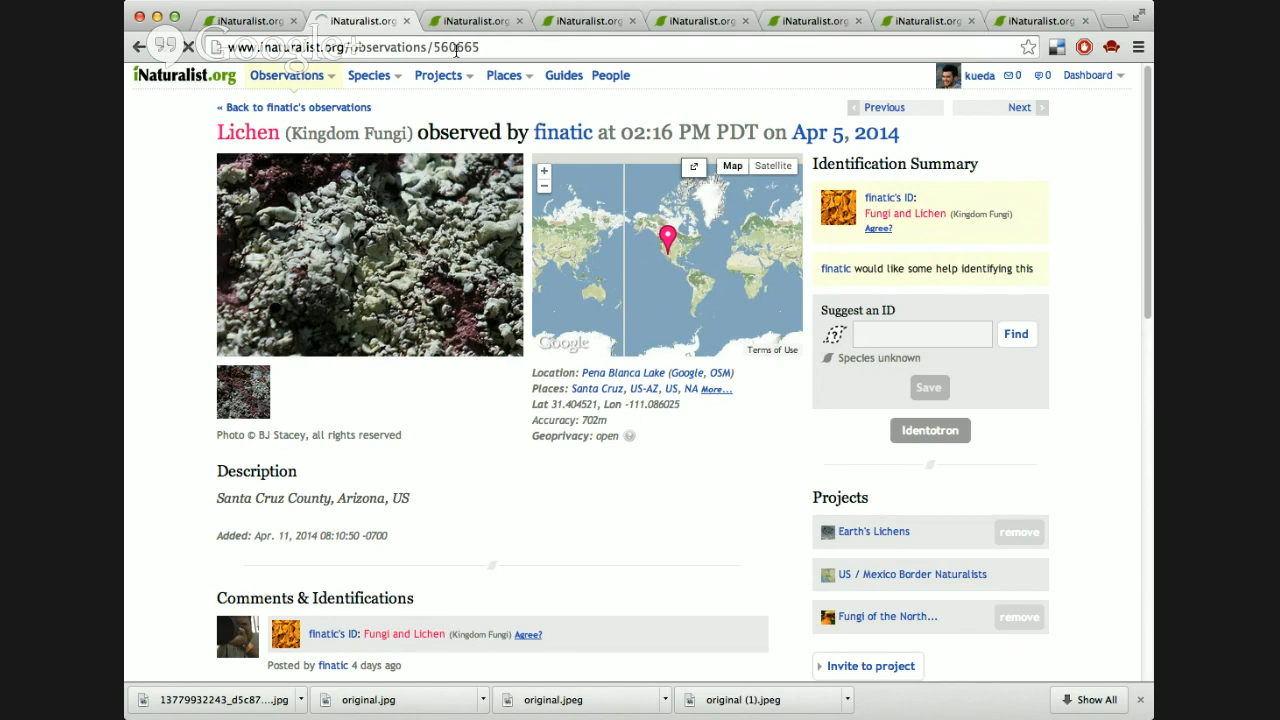 iNaturalist.org
iNaturalist.org
iNaturalist.org
iNaturalist.org
iNaturalist.org
iNaturalist.org
iNaturalist.org
iNaturalist.org
www.inaturalist.org/observations/560665
Google+
iNaturalist.org Observations Species Projects Places Guides People kueda 0 0 Dashboard
« Back to finatic's observations Previous Next
Lichen (Kingdom Fungi) observed by finatic at 02:16 PM PDT on Apr 5, 2014
Map Satellite
+
−
Google
Terms of Use
Photo © BJ Stacey, all rights reserved
Location: Pena Blanca Lake (Google, OSM)
Places: Santa Cruz, US-AZ, US, NA More...
Lat 31.404521, Lon -111.086025
Accuracy: 702m
Geoprivacy: open ?
Description
Santa Cruz County, Arizona, US
Added: Apr. 11, 2014 08:10:50 -0700
Comments & Identifications
finatic's ID: Fungi and Lichen (Kingdom Fungi) Agree?
Posted by finatic 4 days ago
Identification Summary
finatic's ID:
Fungi and Lichen (Kingdom Fungi)
Agree?
finatic would like some help identifying this
Suggest an ID
? Find
Species unknown
Save
Identotron
Projects
Earth's Lichens remove
US / Mexico Border Naturalists
Fungi of the North... remove
Invite to project
13779932243_d5c87....jpg original.jpg original.jpeg original (1).jpeg Show All